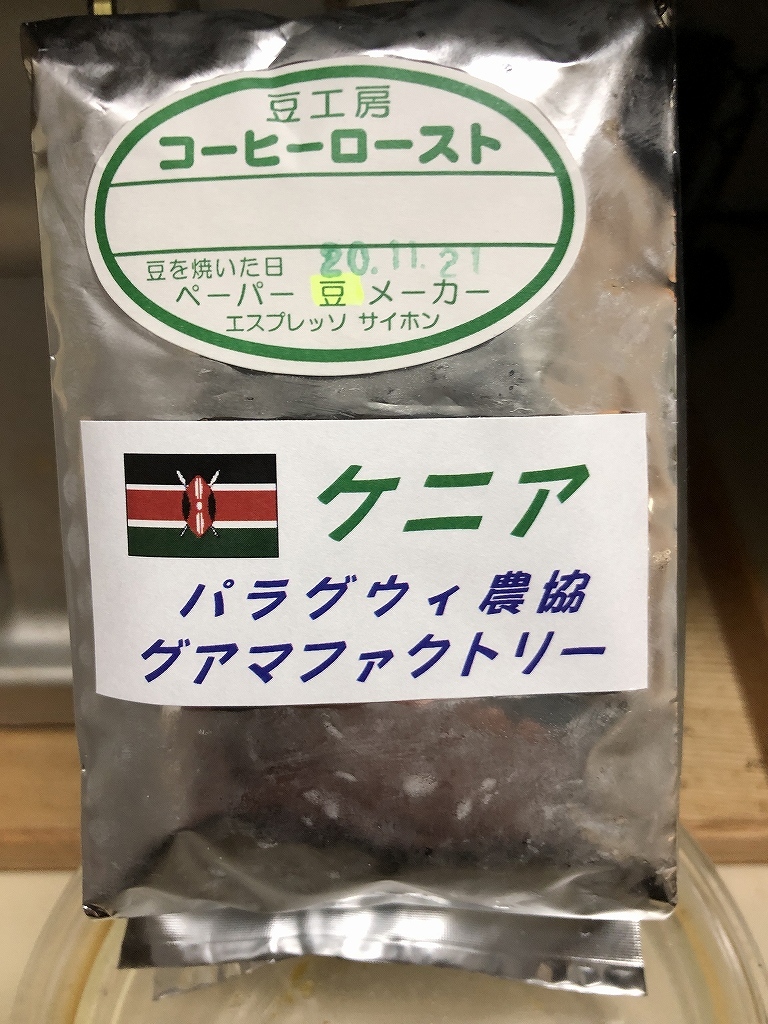 豆工房
コーヒーロースト
豆を焼いた日 20.11.21
ペーパー 豆 メーカー
エスプレッソ サイホン
ケニア
パラグウィ農協
グアマファクトリー